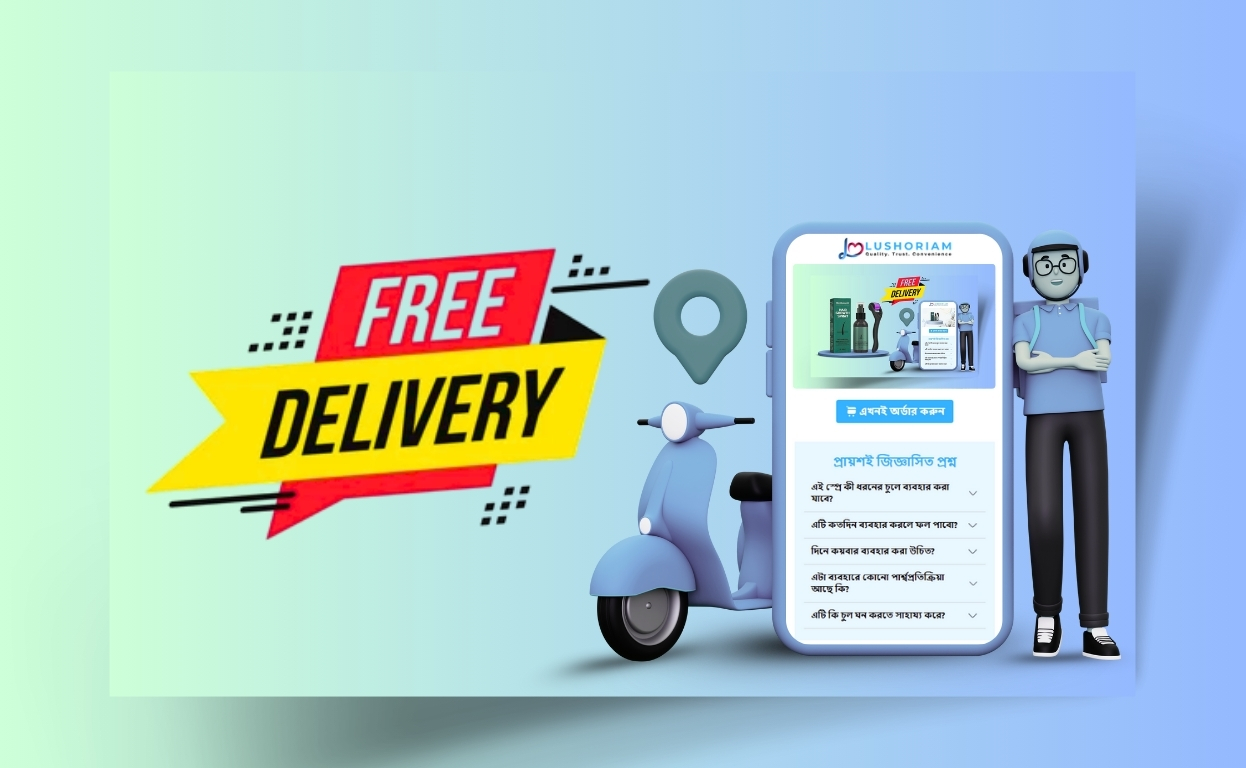 FREE
DELIVERY
LUSHORIAM
Quality. Trust. Convenience
FREE
DELIVERY
এখনই অর্ডার করুন
প্রায়শই জিজ্ঞাসিত প্রশ্ন
এই স্প্রে কী ধরনের চুলে ব্যবহার করা
যাবে?
এটি কতদিন ব্যবহার করলে ফল পাবো?
দিনে কয়বার ব্যবহার করা উচিত?
এটা ব্যবহারে কোনো পার্শ্বপ্রতিক্রিয়া
আছে কি?
এটি কি চুল ঘন করতে সাহায্য করে?